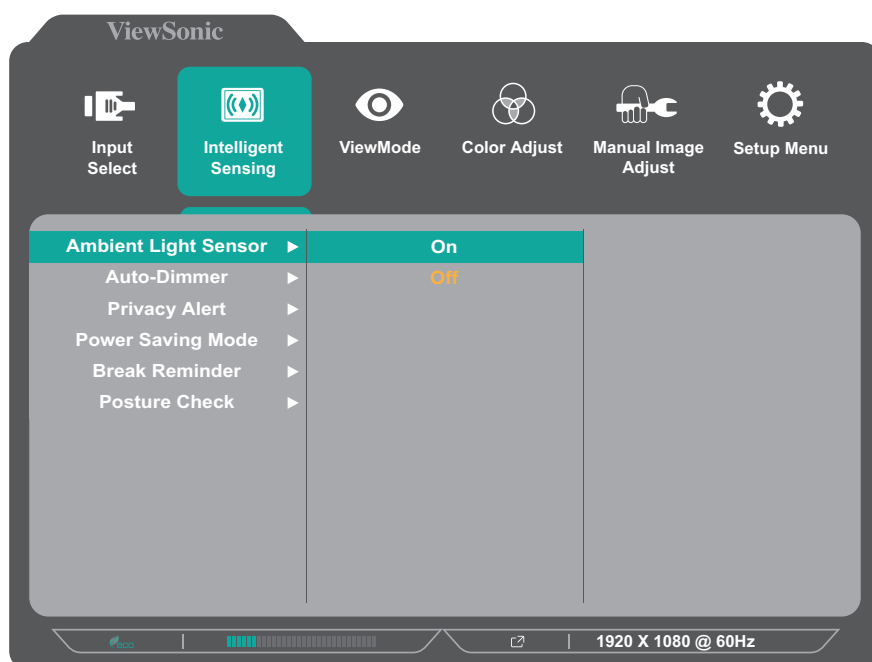 ViewSonic
Input
Select
Intelligent
Sensing
ViewMode
Color Adjust
Manual Image
Adjust
Setup Menu
Ambient Light Sensor
On
Auto-Dimmer
Off
Privacy Alert
Power Saving Mode
Break Reminder
Posture Check
eco
1920 X 1080 @ 60Hz